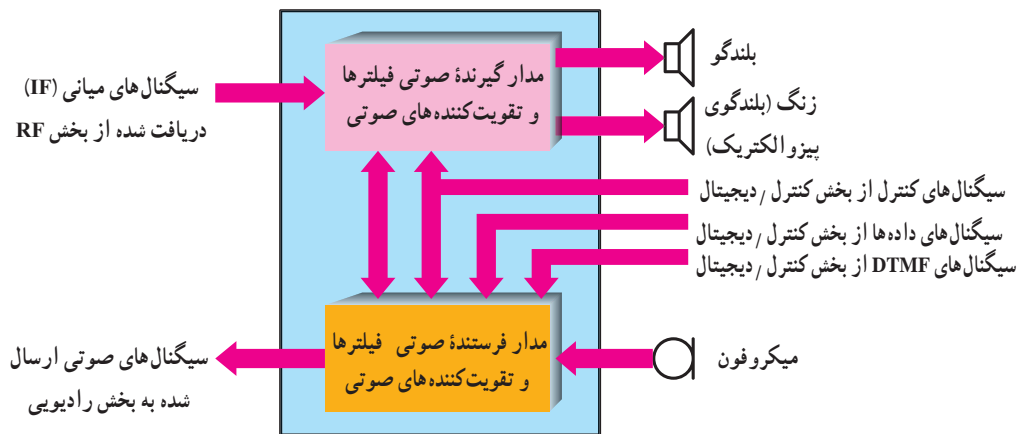 بلندگو
مدار گیرندهٔ صوتی فیلترها
و تقویت‌کننده‌های صوتی
سیگنال‌های میانی (IF)
دریافت شده از بخش RF
زنگ (بلندگوی
پیزوالکتریک)
سیگنال‌های کنترل از بخش کنترل / دیجیتال
سیگنال‌های داده‌ها از بخش کنترل / دیجیتال
سیگنال‌های DTMF از بخش کنترل / دیجیتال
مدار فرستندهٔ صوتی فیلترها
و تقویت‌کننده‌های صوتی
میکروفون
سیگنال‌های صوتی ارسال
شده به بخش رادیویی